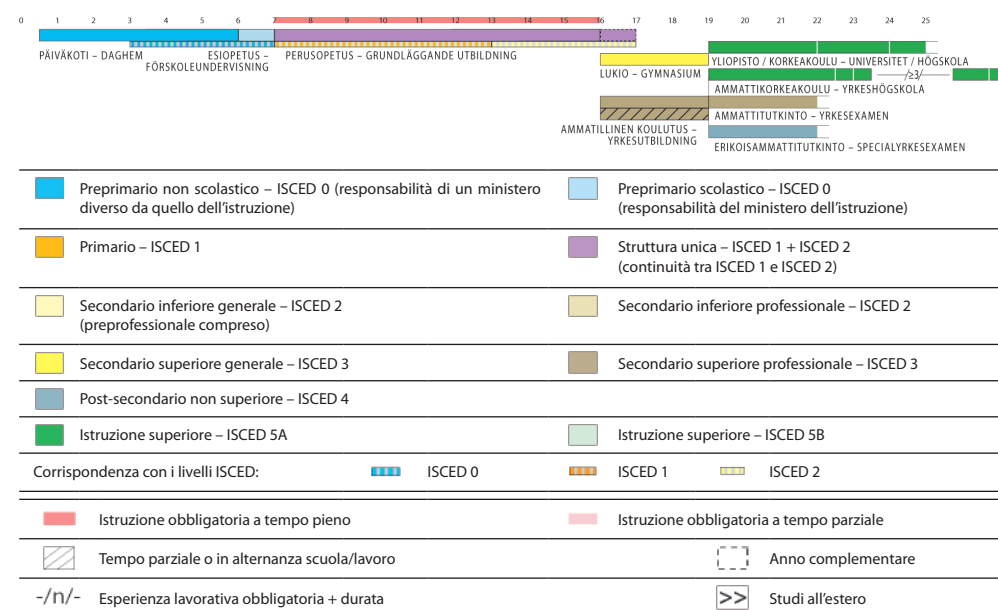 0 1 2 3 4 5 6 7 8 9 10 11 12 13 14 15 16 17 18 19 20 21 22 23 24 25
PÄIVÄKOTI – DAGHEM
ESIOPETUS –
FÖRSKOLEUNDERVISNING
PERUSOPETUS – GRUNDLÄGGANDE UTBILDNING
LUKIO – GYMNASIUM
YLIOPISTO / KORKEAKOULU – UNIVERSITET / HÖGSKOLA
-/≥3/-
AMMATTIKORKEAKOULU – YRKESHÖGSKOLA
AMMATILLINEN KOULUTUS –
YRKESUTBILDNING
AMMATTITUTKINTO – YRKESEXAMEN
ERIKOISAMMATTITUTKINTO – SPECIALYRKESEXAMEN
Preprimario non scolastico – ISCED 0 (responsabilità di un ministero
diverso da quello dell'istruzione)
Preprimario scolastico – ISCED 0
(responsabilità del ministero dell'istruzione)
Primario – ISCED 1
Struttura unica – ISCED 1 + ISCED 2
(continuità tra ISCED 1 e ISCED 2)
Secondario inferiore generale – ISCED 2
(preprofessionale compreso)
Secondario inferiore professionale – ISCED 2
Secondario superiore generale – ISCED 3
Secondario superiore professionale – ISCED 3
Post-secondario non superiore – ISCED 4
Istruzione superiore – ISCED 5A
Istruzione superiore – ISCED 5B
Corrispondenza con i livelli ISCED: ISCED 0 ISCED 1 ISCED 2
Istruzione obbligatoria a tempo pieno
Istruzione obbligatoria a tempo parziale
Tempo parziale o in alternanza scuola/lavoro
Anno complementare
-/n/- Esperienza lavorativa obbligatoria + durata
>> Studi all'estero